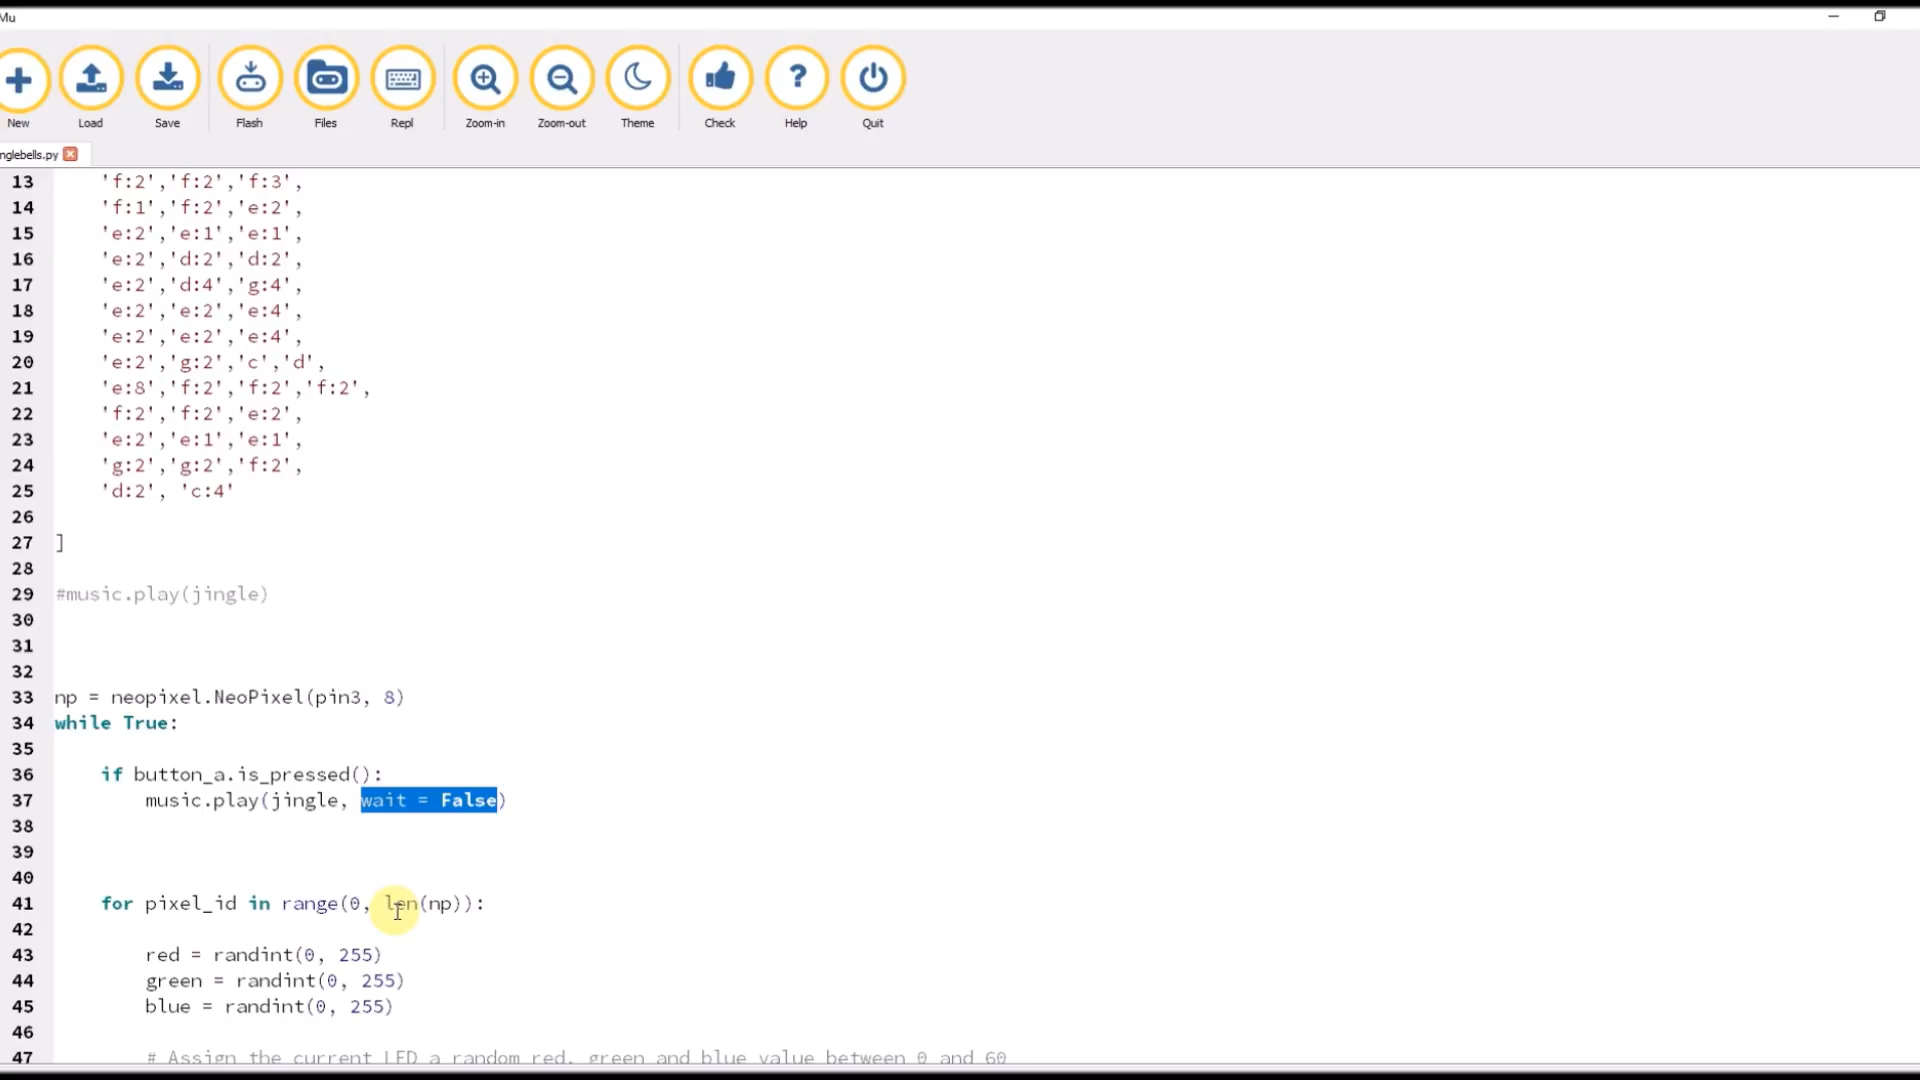 Mu
New Load Save Flash Files Repl Zoom-in Zoom-out Theme Check Help Quit
nglebells.py
13 'f:2','f:2','f:3',
14 'f:1','f:2','e:2',
15 'e:2','e:1','e:1',
16 'e:2','d:2','d:2',
17 'e:2','d:4','g:4',
18 'e:2','e:2','e:4',
19 'e:2','e:2','e:4',
20 'e:2','g:2','c','d',
21 'e:8','f:2','f:2','f:2',
22 'f:2','f:2','e:2',
23 'e:2','e:1','e:1',
24 'g:2','g:2','f:2',
25 'd:2', 'c:4'
26
27 ]
28
29 #music.play(jingle)
30
31
32
33 np = neopixel.NeoPixel(pin3, 8)
34 while True:
35
36 if button_a.is_pressed():
37 music.play(jingle, wait = False)
38
39
40
41 for pixel_id in range(0, len(np)):
42
43 red = randint(0, 255)
44 green = randint(0, 255)
45 blue = randint(0, 255)
46
47 # Assign the current LED a random red, green and blue value between 0 and 60